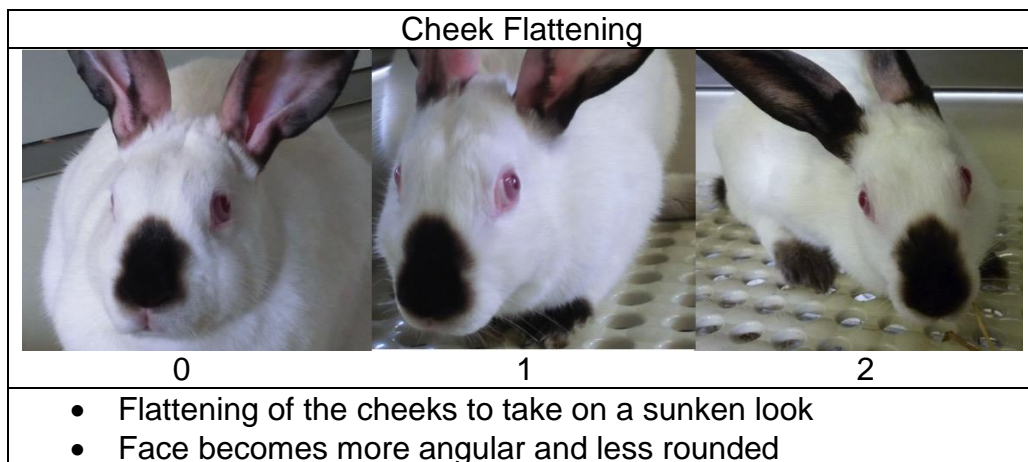 Cheek Flattening
0 1 2
• Flattening of the cheeks to take on a sunken look
• Face becomes more angular and less rounded